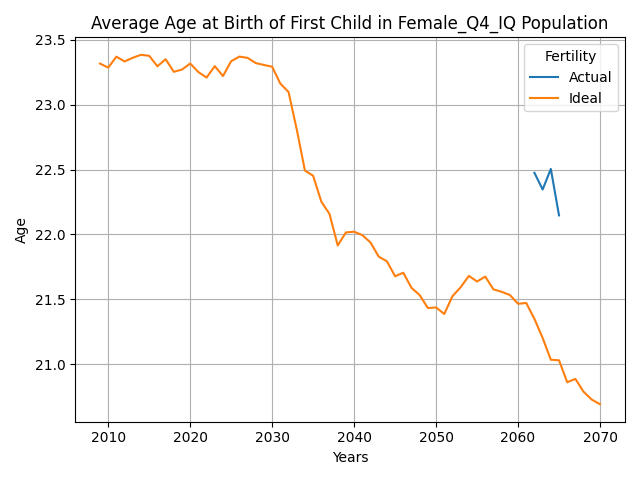 Average Age at Birth of First Child in Female_Q4_IQ Population
23.5
23.0
22.5
22.0
21.5
21.0
Age
Fertility
Actual
Ideal
2010 2020 2030 2040 2050 2060 2070
Years